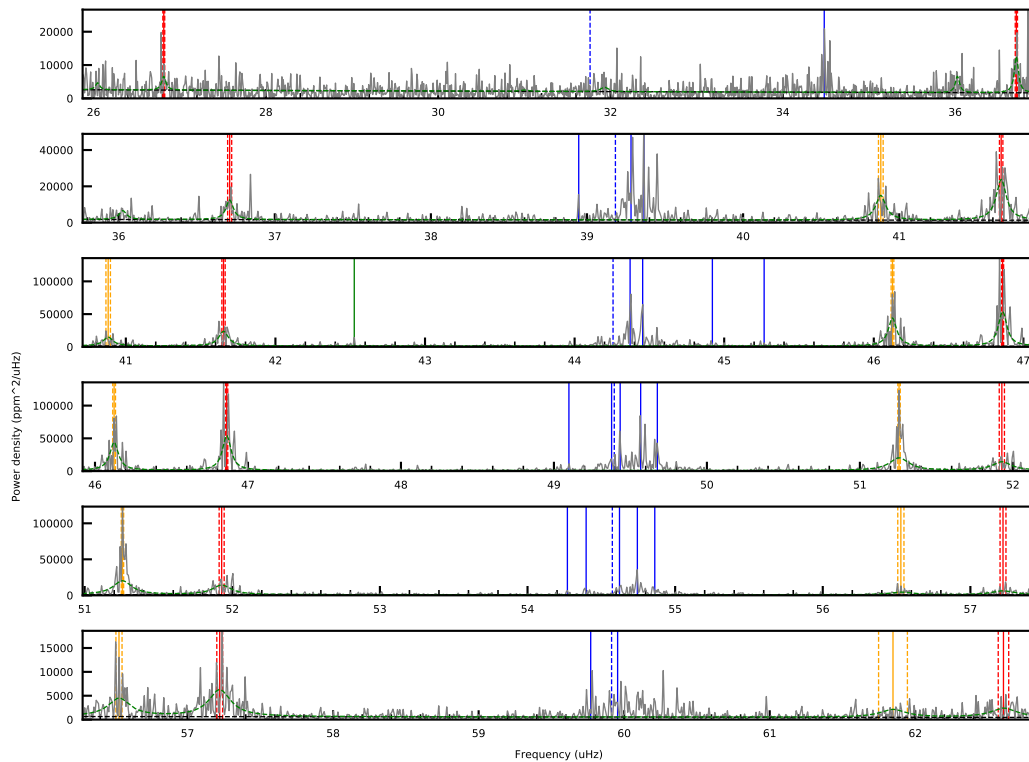 20000
10000
0
26 28 30 32 34 36
40000
20000
0
36 37 38 39 40 41
100000
50000
0
41 42 43 44 45 46 47
Power density (ppm^2/uHz)
100000
50000
0
46 47 48 49 50 51 52
100000
50000
0
51 52 53 54 55 56 57
15000
10000
5000
0
57 58 59 60 61 62
Frequency (uHz)